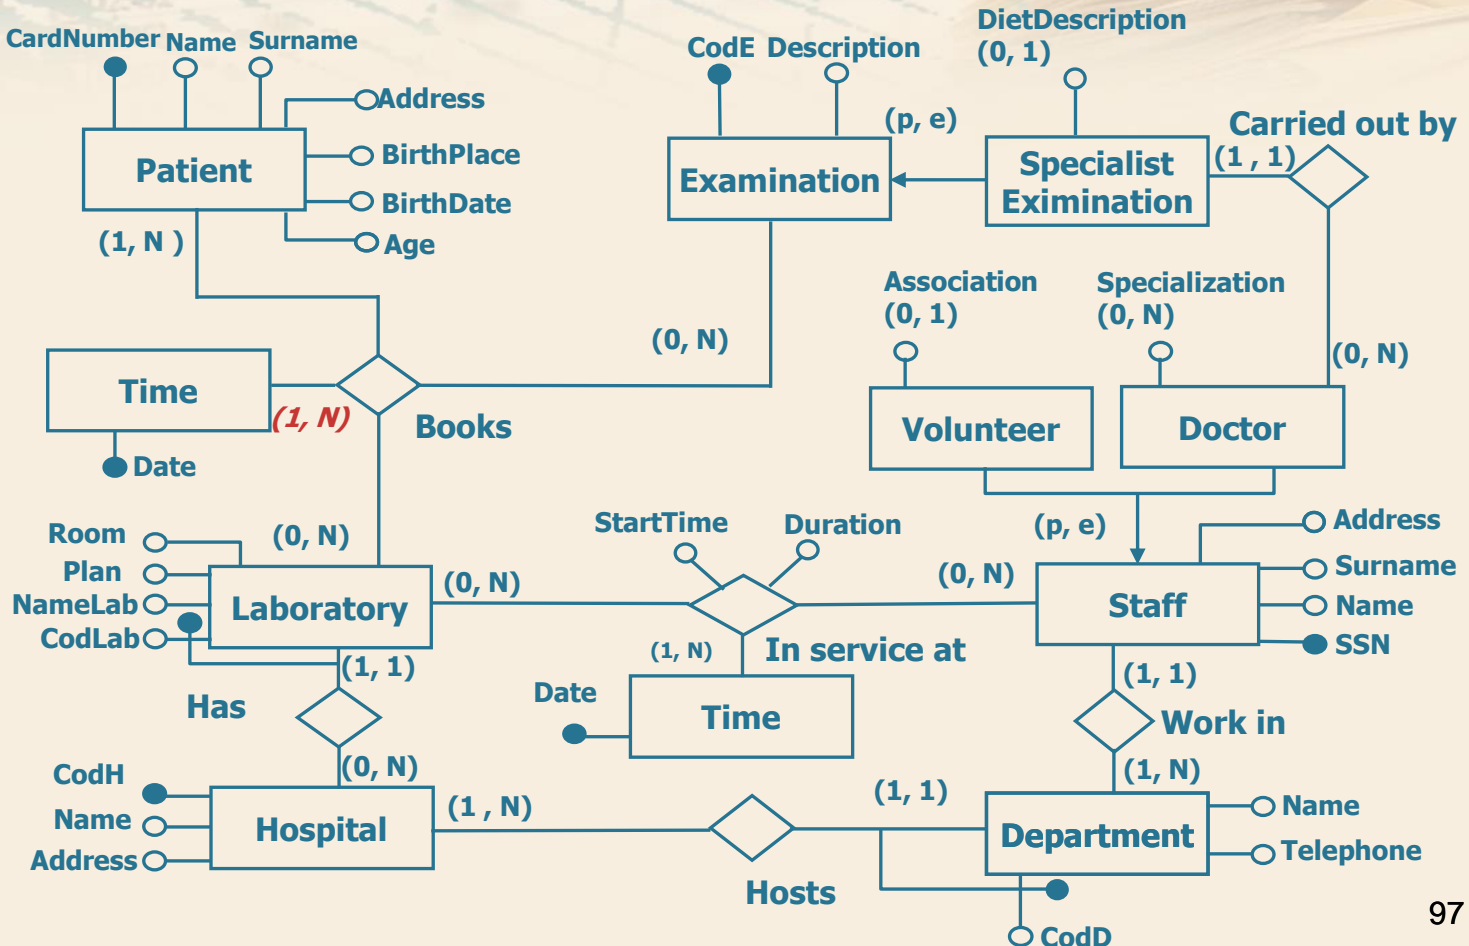 DietDescription
(0, 1)
CardNumber Name Surname
CodE Description
Address
(p, e)
Carried out by
Patient
BirthPlace
Examination
Specialist
Eximination
(1 , 1)
BirthDate
(1, N )
Age
Association
(0, 1)
Specialization
(0, N)
(0, N)
(0, N)
Time
(1, N)
Books
Volunteer
Doctor
Date
Room
(0, N)
StartTime
Duration
(p, e)
Address
Plan
(0, N)
(0, N)
Surname
NameLab
Laboratory
Staff
Name
CodLab
(1, N)
In service at
SSN
(1, 1)
(1, 1)
Has
Date
Time
Work in
CodH
(0, N)
(1, N)
(1 , N)
(1, 1)
Name
Name
Hospital
Department
Address
Telephone
Hosts
CodD
97